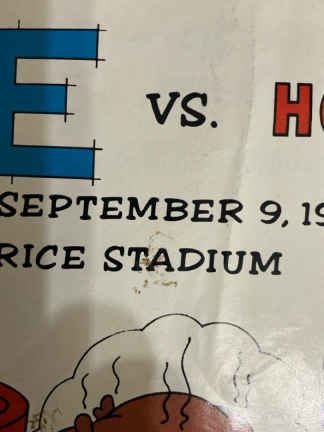 E VS. H
SEPTEMBER 9, 19
RICE STADIUM